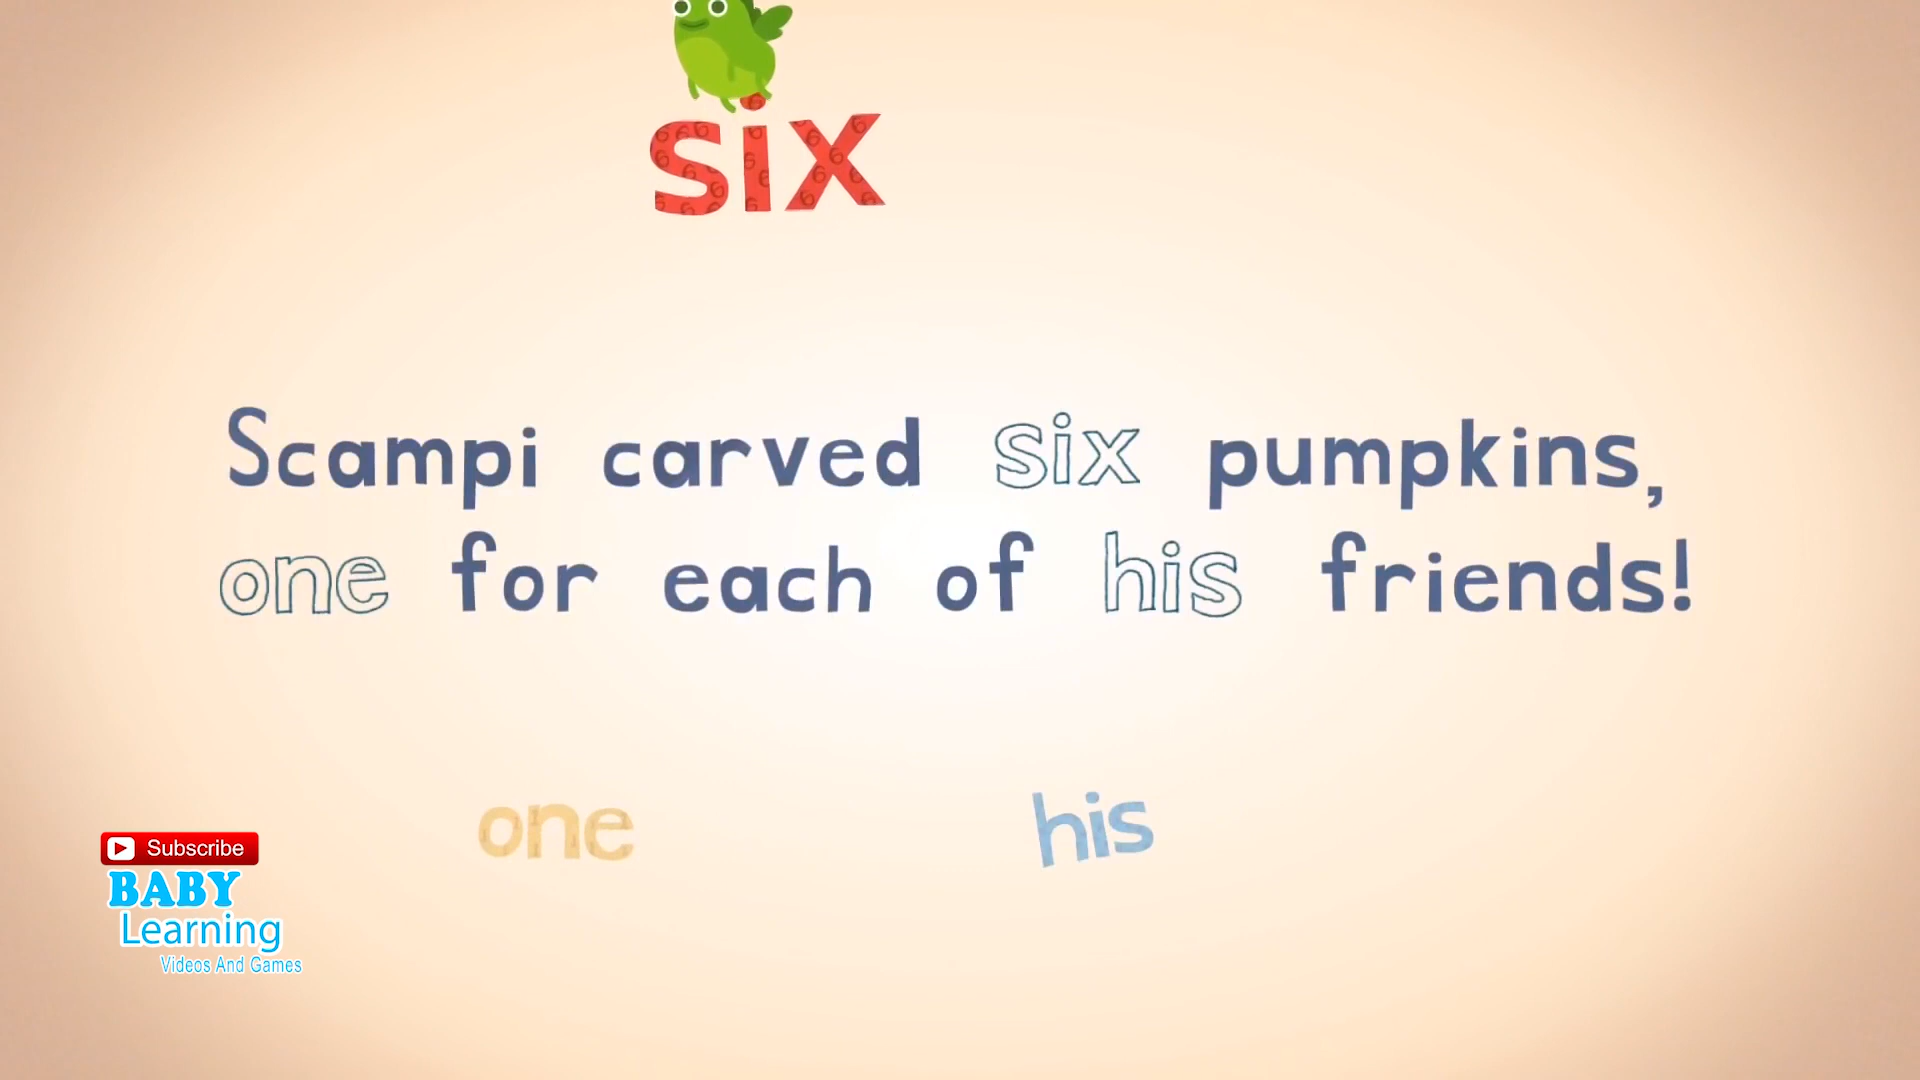 six
Scampi carved six pumpkins,
one for each of his friends!
one his
Subscribe
BABY
Learning
Videos And Games